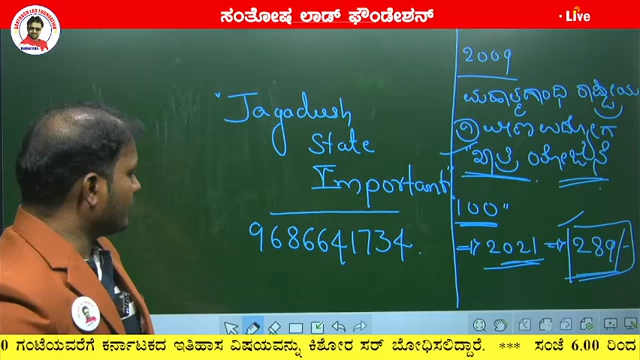 ಸಂತೋಷ ಲಾಡ್ ಫೌಂಡೇಶನ್
Live
"Jagadush
State
Important"
9686641734
2009
ಮಹಾತ್ಮಗಾಂಧಿ ರಾಷ್ಟ್ರೀಯ
ಗ್ರಾಮೀಣ ಉದ್ಯೋಗ
"ಖಾತ್ರಿ ಯೋಜನೆ
"100"
⇒ 2021 ⇒ 289/-
0 ಗಂಟೆಯವರೆಗೆ ಕರ್ನಾಟಕದ ಇತಿಹಾಸ ವಿಷಯವನ್ನು ಕಿಶೋರ ಸರ್ ಬೋಧಿಸಲಿದ್ದಾರೆ. *** ಸಂಜೆ 6.00 ರಿಂದ